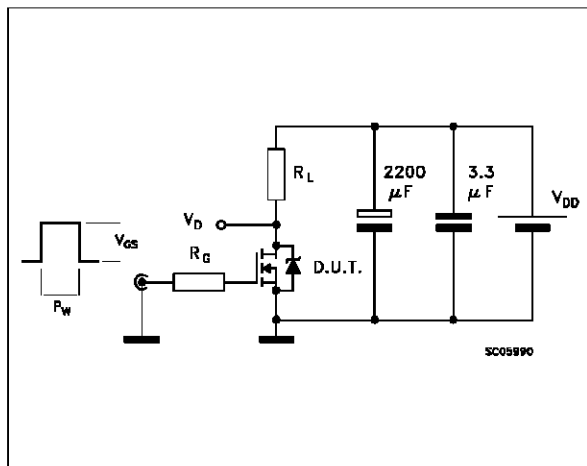 R_L
2200 µF
3.3 µF
V_DD
V_D
V_GS
R_G
D.U.T.
P_W
SC05990